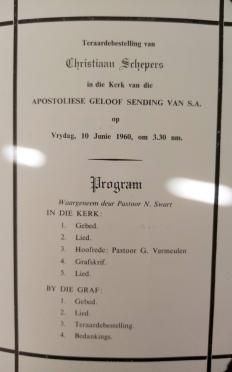 Teraardebestelling van
Christiaan Schepers
in die Kerk van die
APOSTOLIESE GELOOF SENDING VAN S.A.
op
Vrydag, 10 Junie 1960, om 3.30 nm.
Program
Waargeneem deur Pastoor N. Swart
IN DIE KERK:
1. Gebed.
2. Lied.
3. Hoofrede: Pastoor G. Vermeulen
4. Grafskrif.
5. Lied.
BY DIE GRAF:
1. Gebed.
2. Lied.
3. Teraardebestelling.
4. Bedankings.